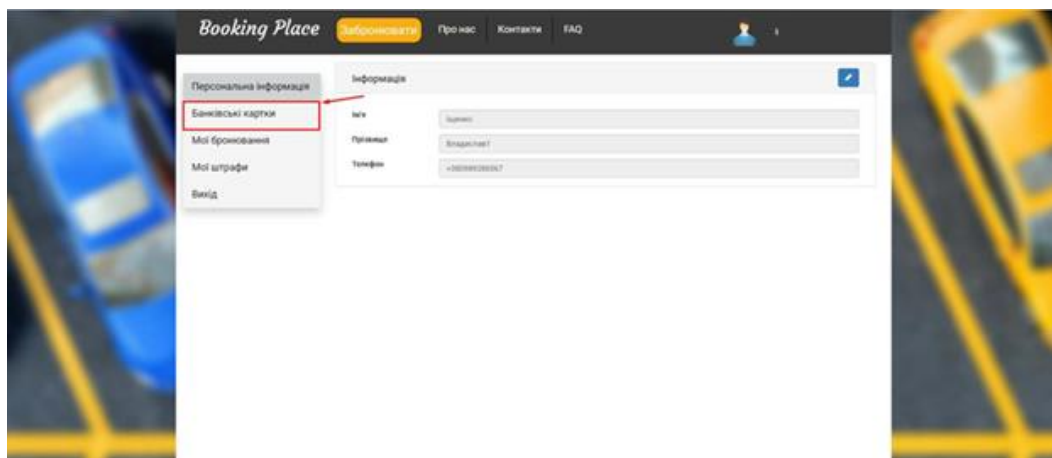 Booking Place
Забронювати
Про нас
Контакти
FAQ
Персональна інформація
Банківські картки
Мої бронювання
Мої штрафи
Вихід
Інформація
Ім'я
Прізвище
Телефон